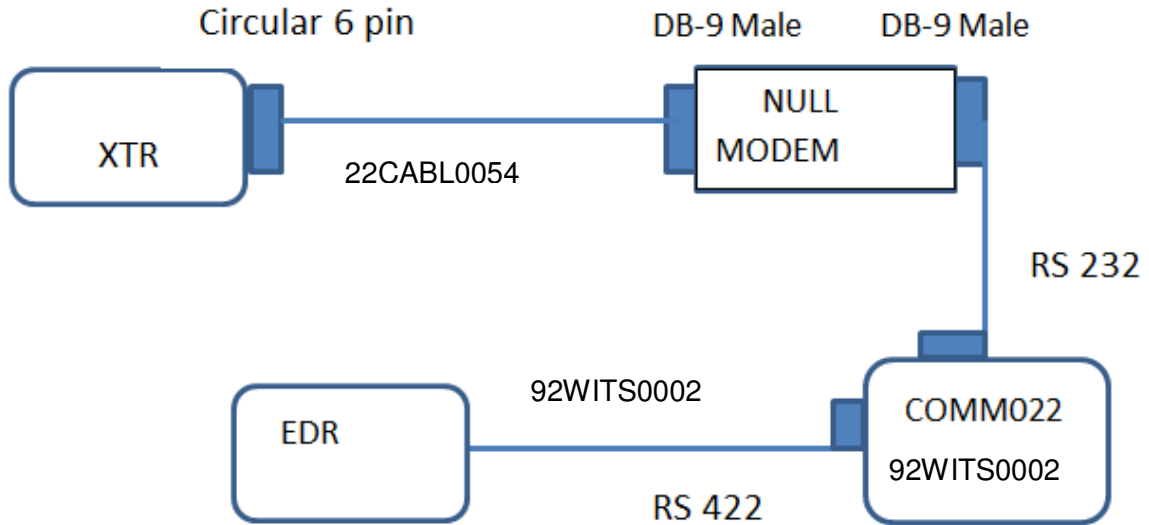 Circular 6 pin
DB-9 Male
DB-9 Male
XTR
22CABL0054
NULL
MODEM
RS 232
EDR
92WITS0002
COMM022
92WITS0002
RS 422